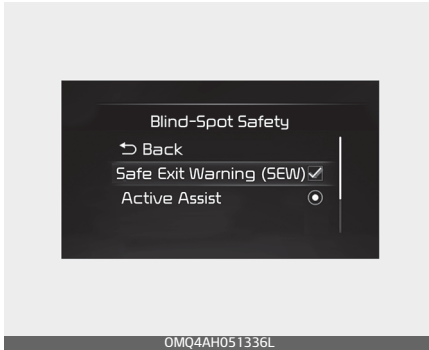 Blind-Spot Safety
⮌ Back
Safe Exit Warning (SEW)
Active Assist
OMQ4AH051336L